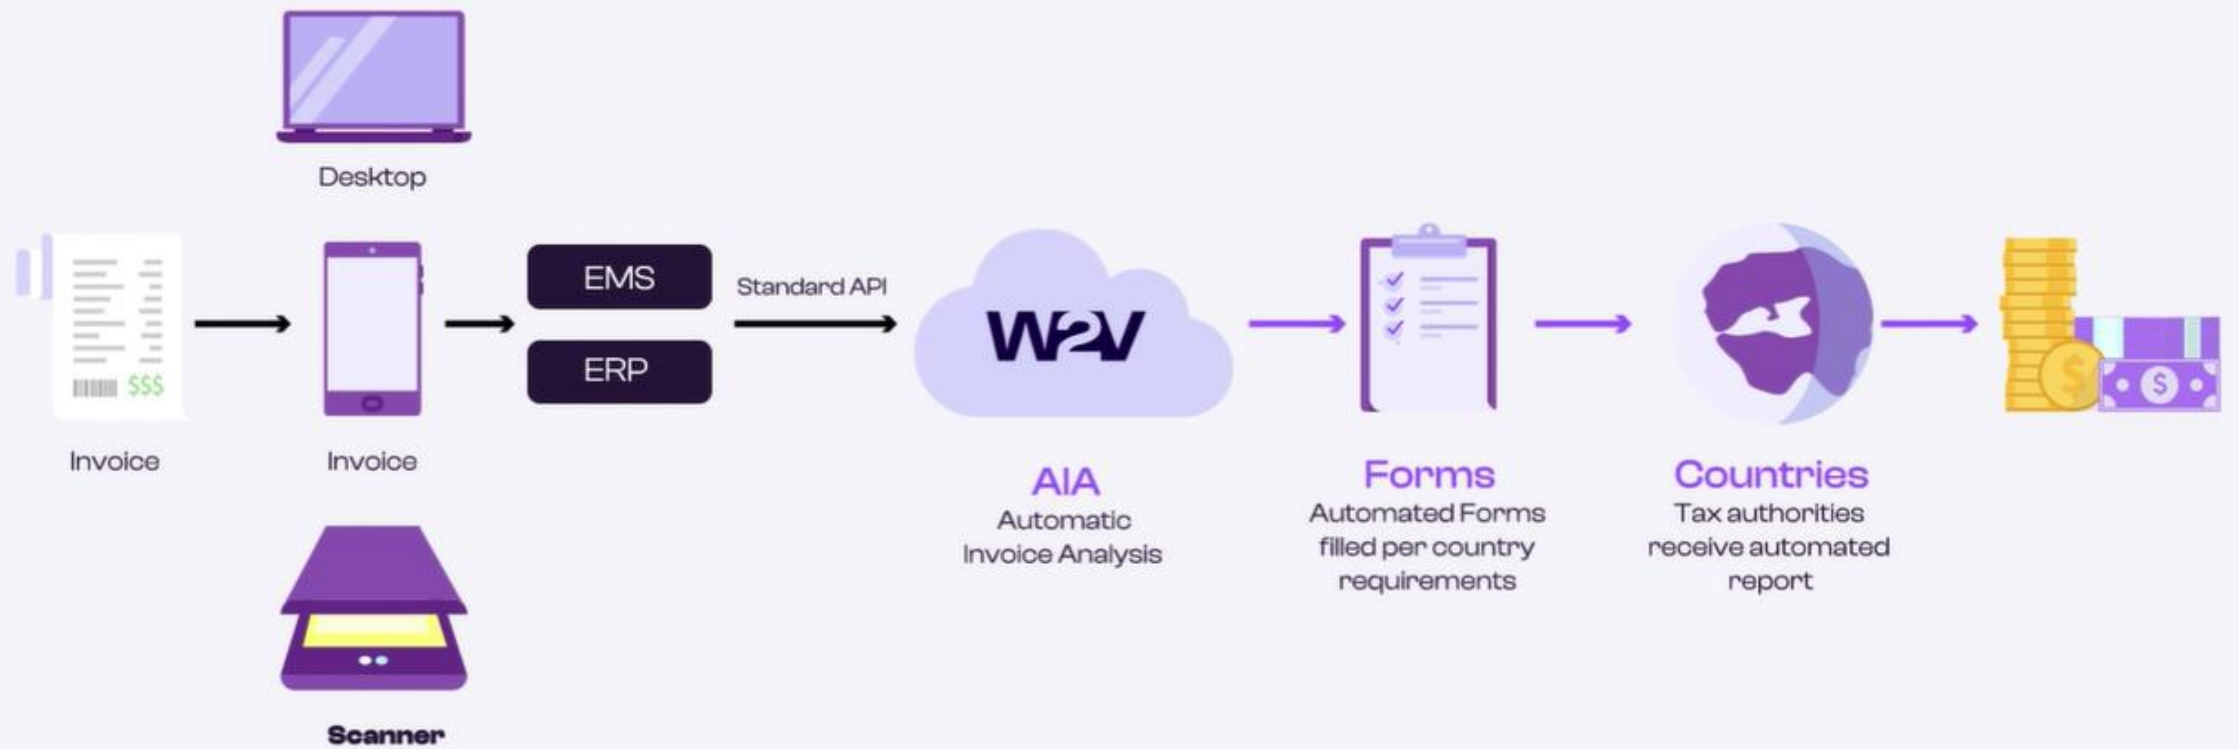 Desktop
$$$
Invoice
Invoice
EMS
ERP
Standard API
W2V
AIA
Automatic
Invoice Analysis
Forms
Automated Forms
filled per country
requirements
Countries
Tax authorities
receive automated
report
$
$
Scanner